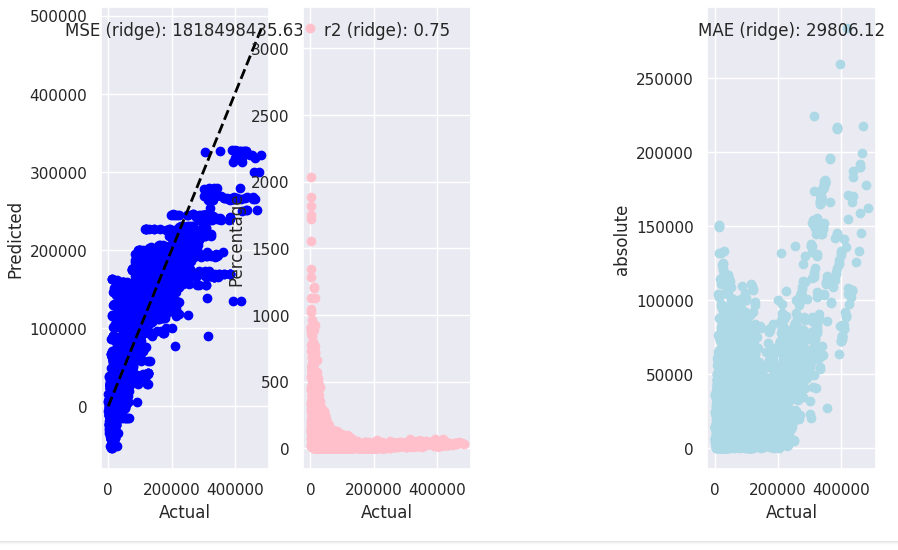 MSE (ridge): 1818498435.63
500000
400000
300000
200000
100000
0
Predicted
0 200000 400000
Actual
r2 (ridge): 0.75
3000
2500
2000
1500
1000
500
0
Percentage
0 200000 400000
Actual
MAE (ridge): 29806.12
250000
200000
150000
100000
50000
0
absolute
0 200000 400000
Actual